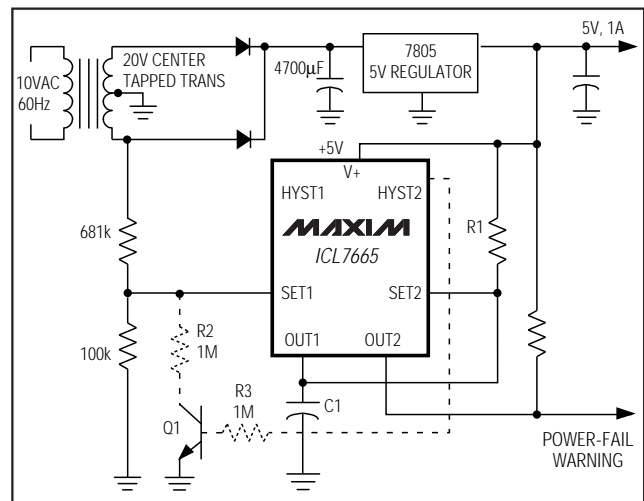 5V, 1A
20V CENTER
TAPPED TRANS
10VAC
60Hz
4700µF
7805
5V REGULATOR
+5V
V+
HYST1
HYST2
MAXIM
ICL7665
R1
681k
SET1
SET2
R2
1M
100k
OUT1
OUT2
R3
1M
C1
Q1
POWER-FAIL
WARNING